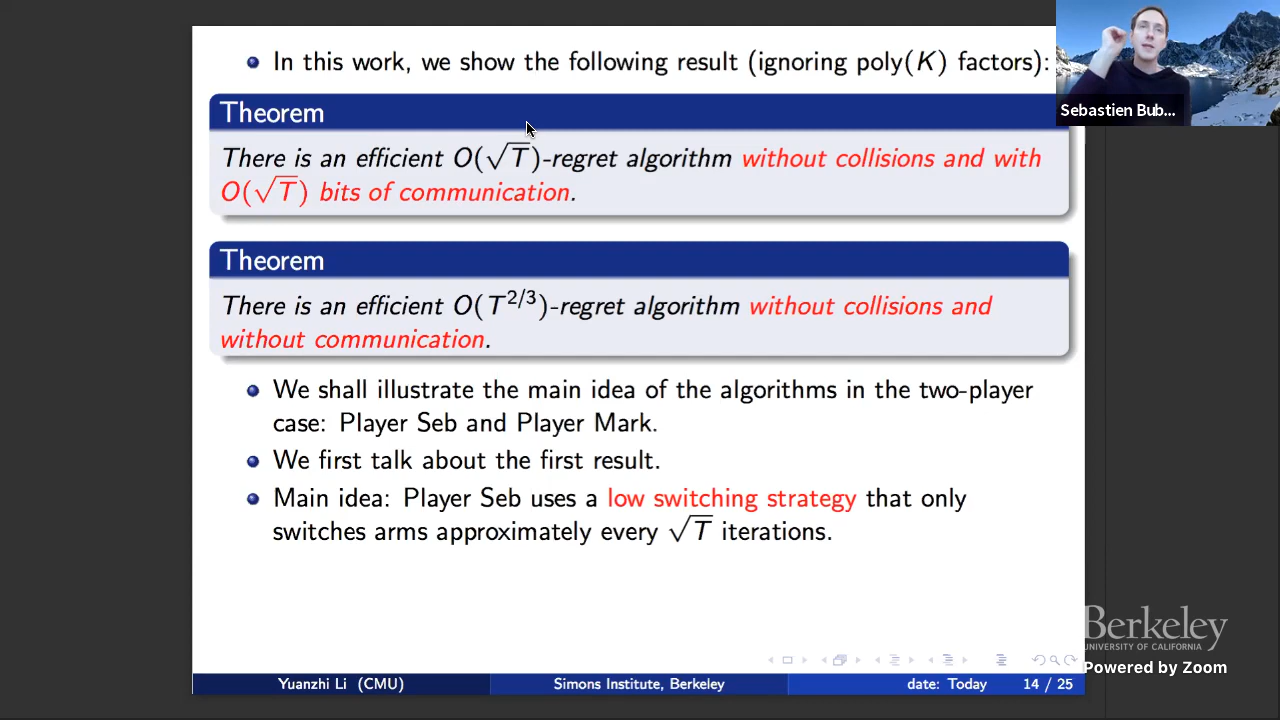 In this work, we show the following result (ignoring poly(K) factors):
Theorem
There is an efficient O(√T)-regret algorithm without collisions and with
O(√T) bits of communication.
Theorem
There is an efficient O(T^{2/3})-regret algorithm without collisions and
without communication.
We shall illustrate the main idea of the algorithms in the two-player
case: Player Seb and Player Mark.
We first talk about the first result.
Main idea: Player Seb uses a low switching strategy that only
switches arms approximately every √T iterations.
Yuanzhi Li (CMU)
Simons Institute, Berkeley
date: Today
14 / 25
Sebastien Bub...
Berkeley
UNIVERSITY OF CALIFORNIA
Powered by Zoom